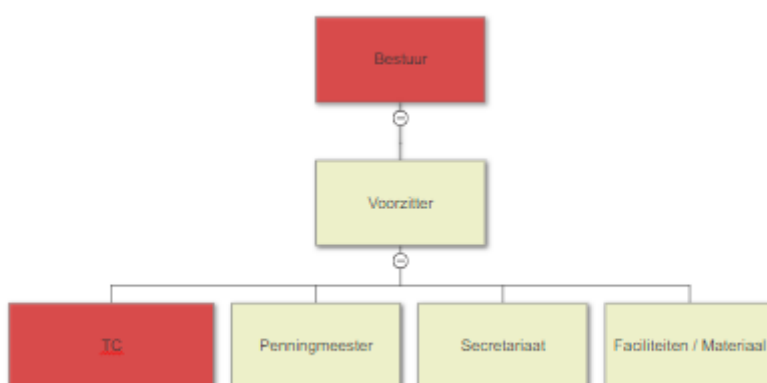 Bestuur
Voorzitter
TC
Penningmeester
Secretariaat
Faciliteiten / Materiaal